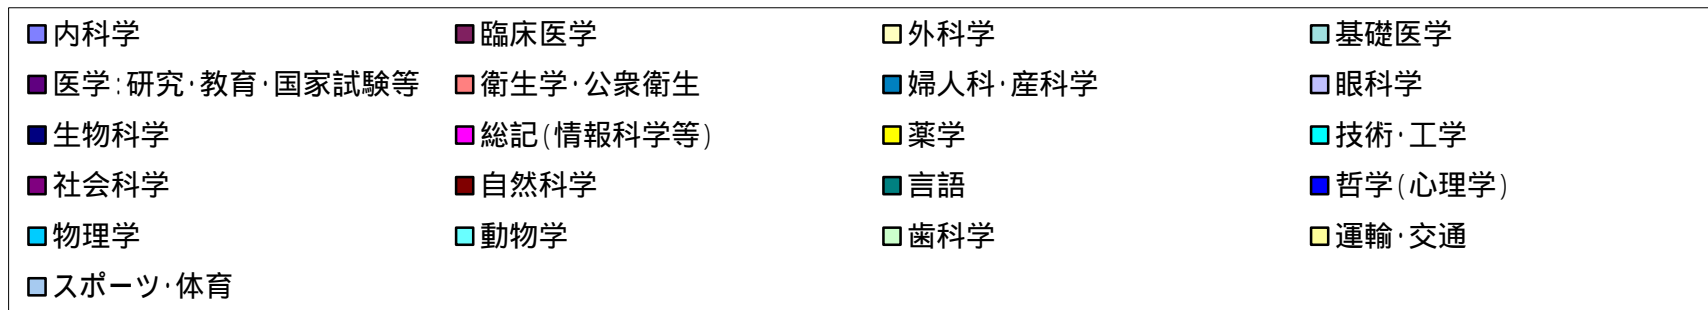 内科学 臨床医学 外科学 基礎医学
医学:研究・教育・国家試験等 衛生学・公衆衛生 婦人科・産科学 眼科学
生物科学 総記(情報科学等) 薬学 技術・工学
社会科学 自然科学 言語 哲学(心理学)
物理学 動物学 歯科学 運輸・交通
スポーツ・体育